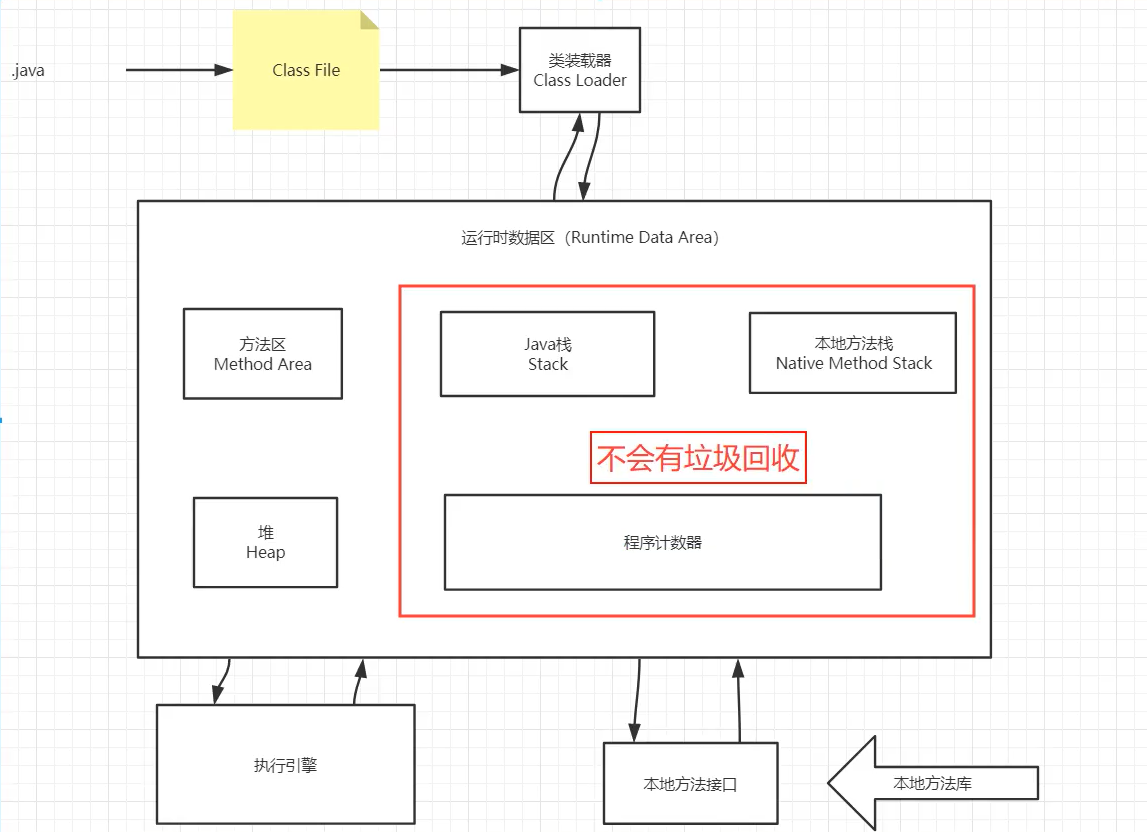 .java
Class File
类装载器
Class Loader
运行时数据区（Runtime Data Area）
方法区
Method Area
Java栈
Stack
本地方法栈
Native Method Stack
不会有垃圾回收
堆
Heap
程序计数器
执行引擎
本地方法接口
本地方法库